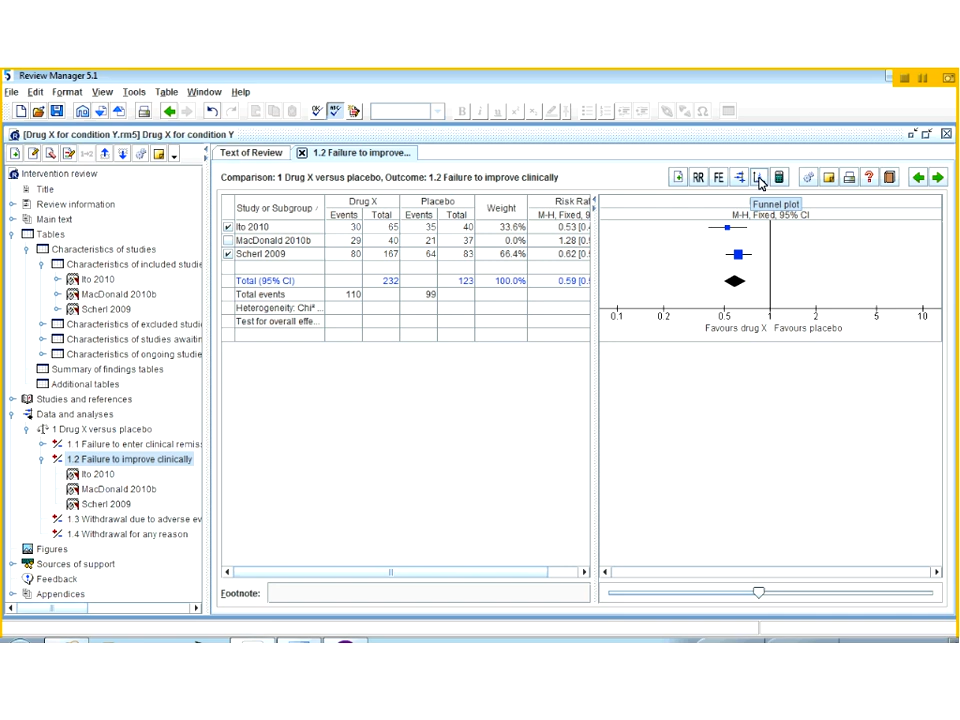 Review Manager 5.1
File Edit Format View Tools Table Window Help
[Drug X for condition Y.rm5] Drug X for condition Y
Text of Review 1.2 Failure to improve...
Intervention review
Title
Review information
Main text
Tables
Characteristics of studies
Characteristics of included studie
Ito 2010
MacDonald 2010b
Scherl 2009
Characteristics of excluded studi
Characteristics of studies awaitin
Characteristics of ongoing studie
Summary of findings tables
Additional tables
Studies and references
Data and analyses
1 Drug X versus placebo
1.1 Failure to enter clinical remis
1.2 Failure to improve clinically
Ito 2010
MacDonald 2010b
Scherl 2009
1.3 Withdrawal due to adverse ev
1.4 Withdrawal for any reason
Figures
Sources of support
Feedback
Appendices
Comparison: 1 Drug X versus placebo, Outcome: 1.2 Failure to improve clinically
RR FE
Funnel plot
Study or Subgroup Drug X Placebo Weight Risk Rat
Events Total Events Total M-H, Fixed, 9
Ito 2010 30 65 35 40 33.6% 0.53 [0.
MacDonald 2010b 29 40 21 37 0.0% 1.28 [0.
Scherl 2009 80 167 64 83 66.4% 0.62 [0.
Total (95% CI) 232 123 100.0% 0.59 [0.
Total events 110 99
Heterogeneity: Chi² ...
Test for overall effe...
M-H, Fixed, 95% CI
0.1 0.2 0.5 1 2 5 10
Favours drug X Favours placebo
Footnote: